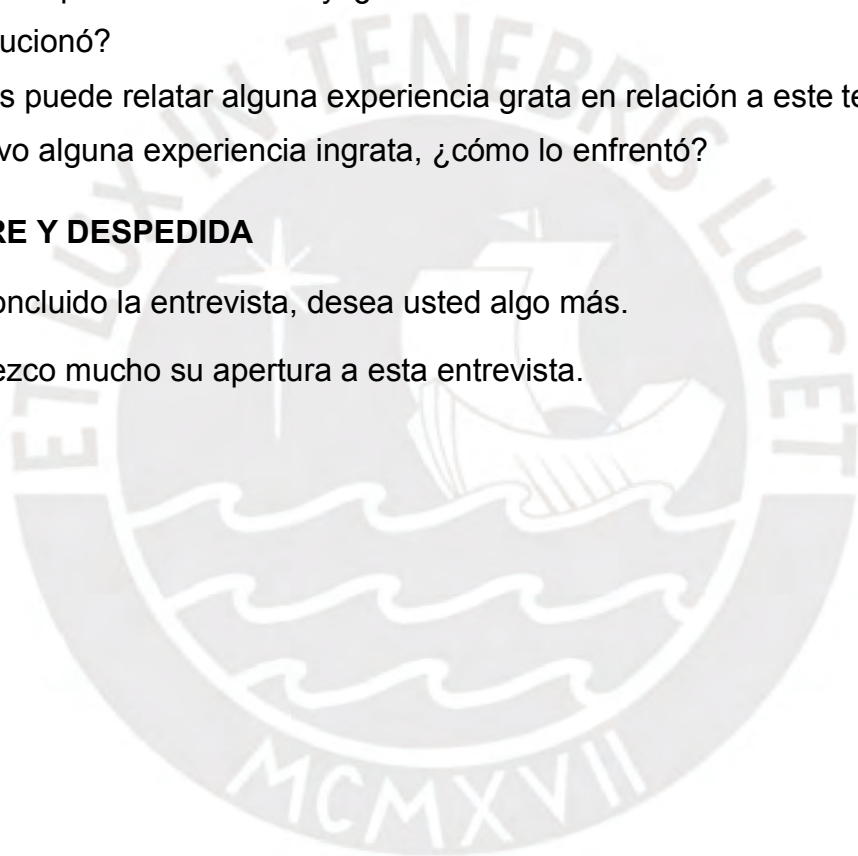 ucionó?
s puede relatar alguna experiencia grata en relación a este te
vo alguna experiencia ingrata, ¿cómo lo enfrentó?
RE Y DESPEDIDA
oncluido la entrevista, desea usted algo más.
ezco mucho su apertura a esta entrevista.
ET LUX IN TENEBRIS LUCET
MCMXVII